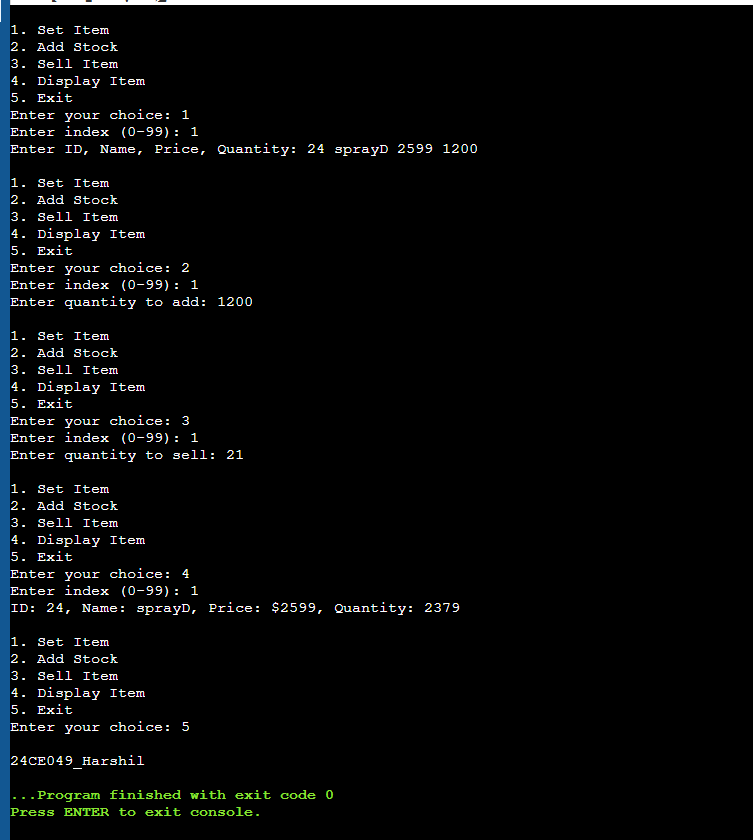 1. Set Item
2. Add Stock
3. Sell Item
4. Display Item
5. Exit
Enter your choice: 1
Enter index (0-99): 1
Enter ID, Name, Price, Quantity: 24 sprayD 2599 1200
1. Set Item
2. Add Stock
3. Sell Item
4. Display Item
5. Exit
Enter your choice: 2
Enter index (0-99): 1
Enter quantity to add: 1200
1. Set Item
2. Add Stock
3. Sell Item
4. Display Item
5. Exit
Enter your choice: 3
Enter index (0-99): 1
Enter quantity to sell: 21
1. Set Item
2. Add Stock
3. Sell Item
4. Display Item
5. Exit
Enter your choice: 4
Enter index (0-99): 1
ID: 24, Name: sprayD, Price: $2599, Quantity: 2379
1. Set Item
2. Add Stock
3. Sell Item
4. Display Item
5. Exit
Enter your choice: 5
24CE049_Harshil
...Program finished with exit code 0
Press ENTER to exit console.